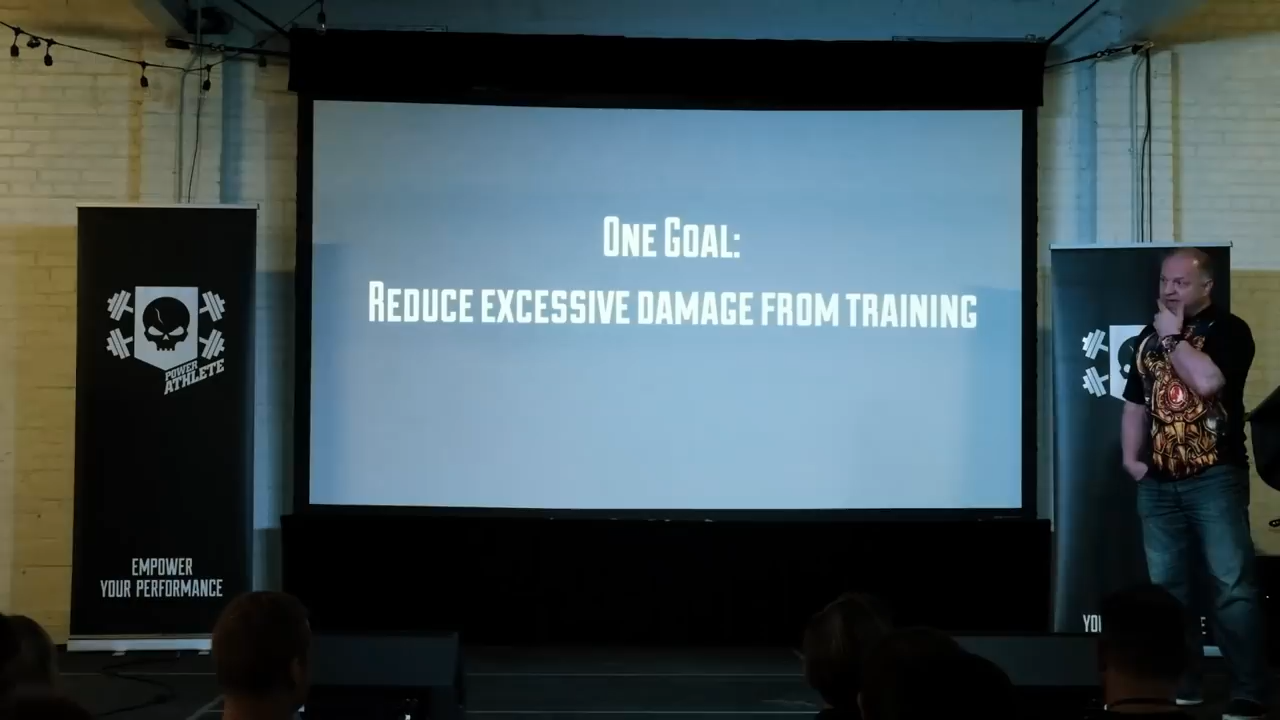 One Goal:
Reduce excessive damage from training
POWER
ATHLETE
EMPOWER
YOUR PERFORMANCE